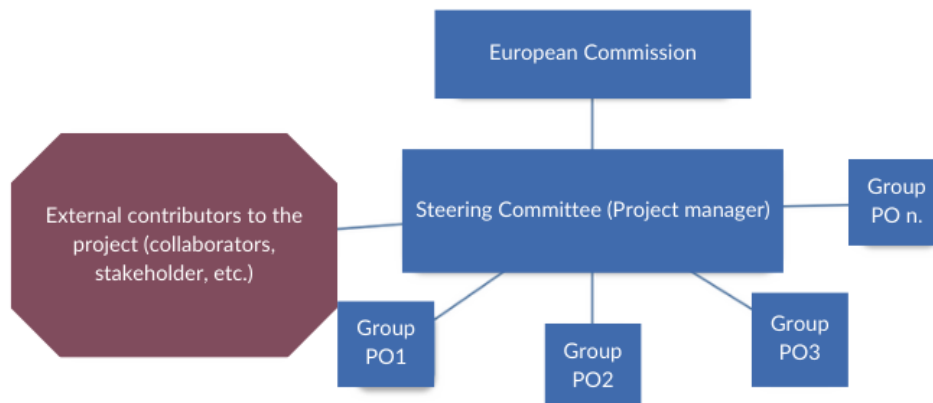 European Commission
External contributors to the
project (collaborators,
stakeholder, etc.)
Steering Committee (Project manager)
Group
PO n.
Group
PO1
Group
PO2
Group
PO3